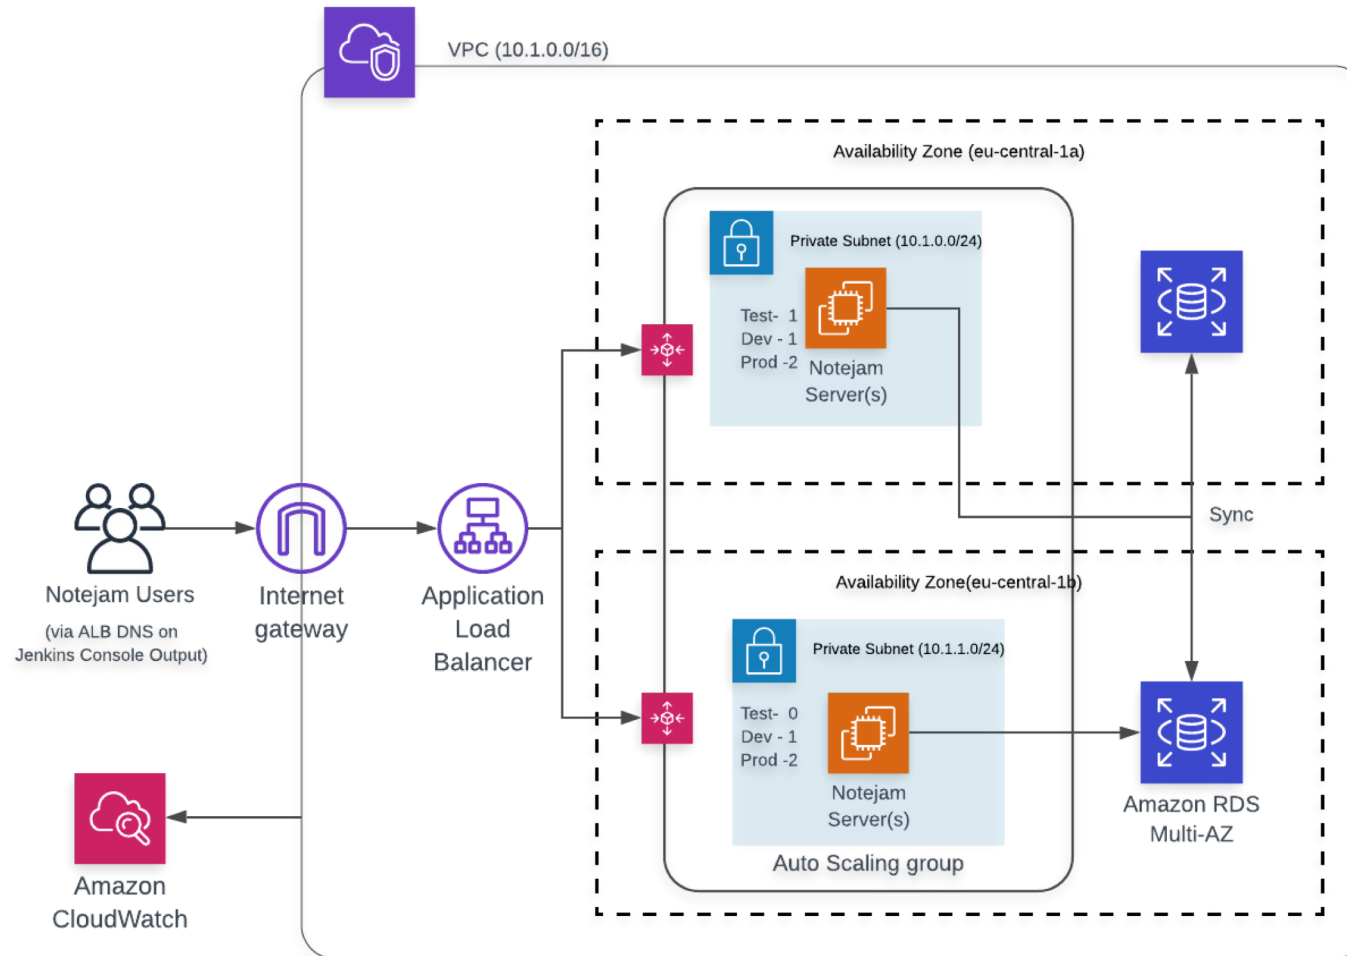 VPC (10.1.0.0/16)
Availability Zone (eu-central-1a)
Private Subnet (10.1.0.0/24)
Test- 1
Dev - 1
Prod -2
Notejam
Server(s)
Sync
Notejam Users
(via ALB DNS on
Jenkins Console Output)
Internet
gateway
Application
Load
Balancer
Availability Zone(eu-central-1b)
Private Subnet (10.1.1.0/24)
Test- 0
Dev - 1
Prod -2
Notejam
Server(s)
Auto Scaling group
Amazon RDS
Multi-AZ
Amazon
CloudWatch